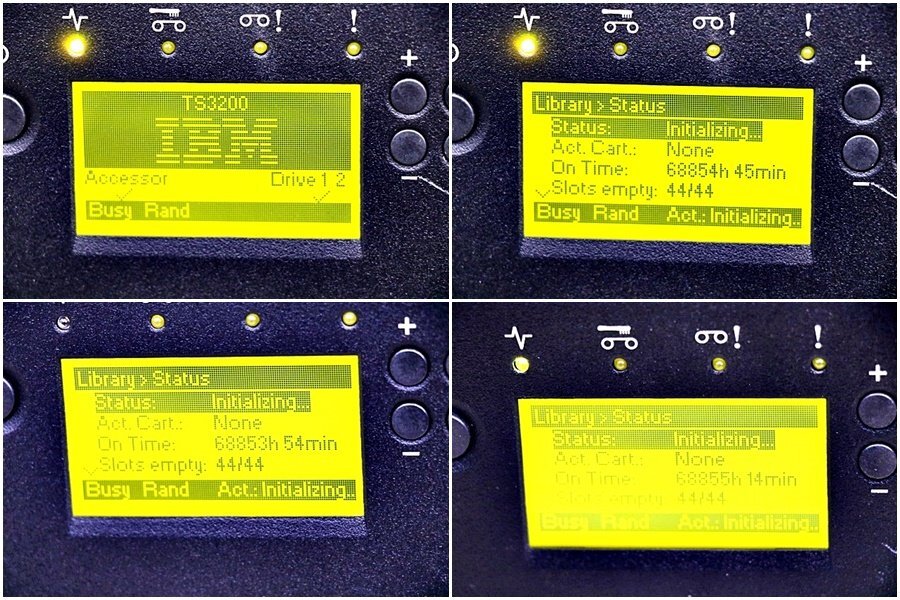 TS3200
IBM
Accessor Drive 1 2
Busy Rand
+
-
Library > Status
Status: Initializing...
Act. Cart.: None
On Time: 68854h 45min
Slots empty: 44/44
Busy Rand Act.: Initializing..
+
-
Library > Status
Status: Initializing...
Act. Cart.: None
On Time: 68853h 54min
Slots empty: 44/44
Busy Rand Act.: Initializing..
+
-
Library > Status
Status: Initializing...
Act. Cart.: None
On Time: 68855h 14min
Slots empty: 44/44
Busy Rand Act.: Initializing..
+
-